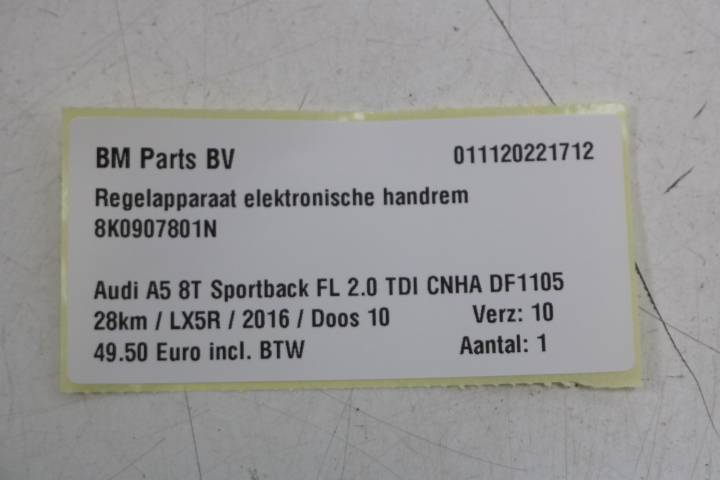 BM Parts BV 011120221712
Regelapparaat elektronische handrem
8K0907801N
Audi A5 8T Sportback FL 2.0 TDI CNHA DF1105
28km / LX5R / 2016 / Doos 10 Verz: 10
49.50 Euro incl. BTW Aantal: 1